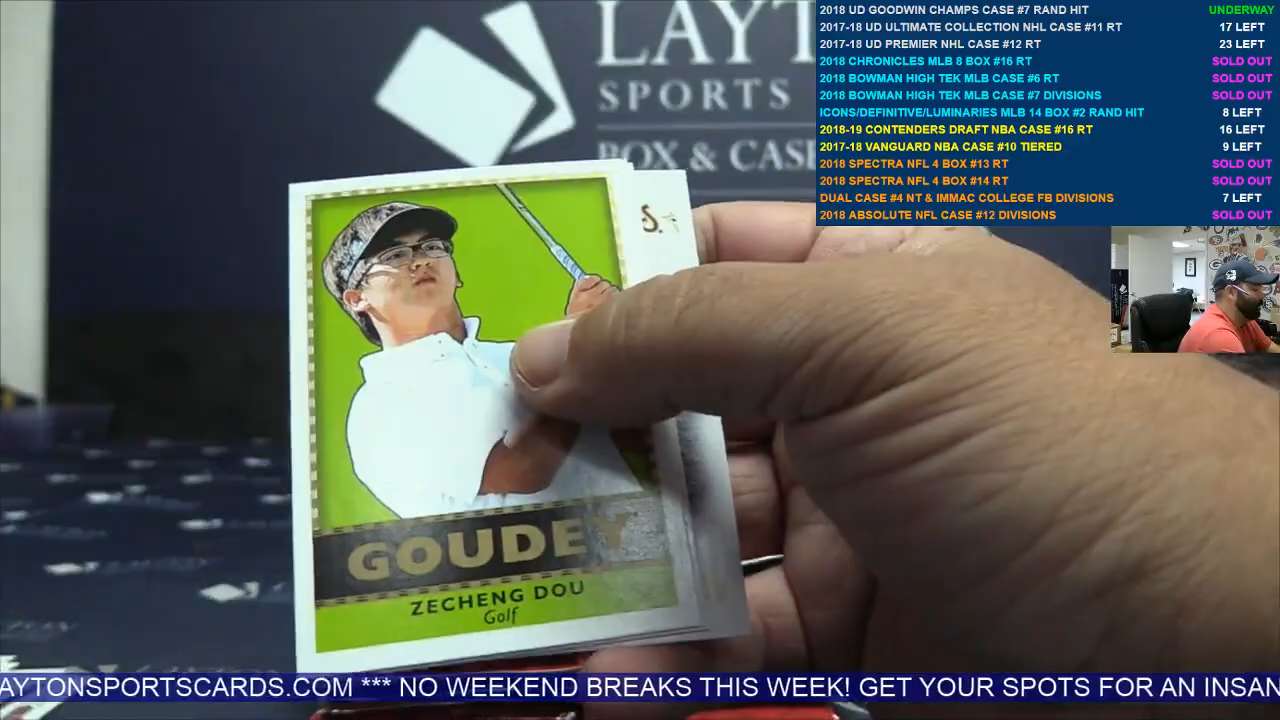 LAYT
SPORTS
BOX & CAS
2018 UD GOODWIN CHAMPS CASE #7 RAND HIT UNDERWAY
2017-18 UD ULTIMATE COLLECTION NHL CASE #11 RT 17 LEFT
2017-18 UD PREMIER NHL CASE #12 RT 23 LEFT
2018 CHRONICLES MLB 8 BOX #16 RT SOLD OUT
2018 BOWMAN HIGH TEK MLB CASE #6 RT SOLD OUT
2018 BOWMAN HIGH TEK MLB CASE #7 DIVISIONS SOLD OUT
ICONS/DEFINITIVE/LUMINARIES MLB 14 BOX #2 RAND HIT 8 LEFT
2018-19 CONTENDERS DRAFT NBA CASE #16 RT 16 LEFT
2017-18 VANGUARD NBA CASE #10 TIERED 9 LEFT
2018 SPECTRA NFL 4 BOX #13 RT SOLD OUT
2018 SPECTRA NFL 4 BOX #14 RT SOLD OUT
DUAL CASE #4 NT & IMMAC COLLEGE FB DIVISIONS 7 LEFT
2018 ABSOLUTE NFL CASE #12 DIVISIONS SOLD OUT
GOUDEY
ZECHENG DOU
Golf
AYTONSPORTSCARDS.COM *** NO WEEKEND BREAKS THIS WEEK! GET YOUR SPOTS FOR AN INSAN